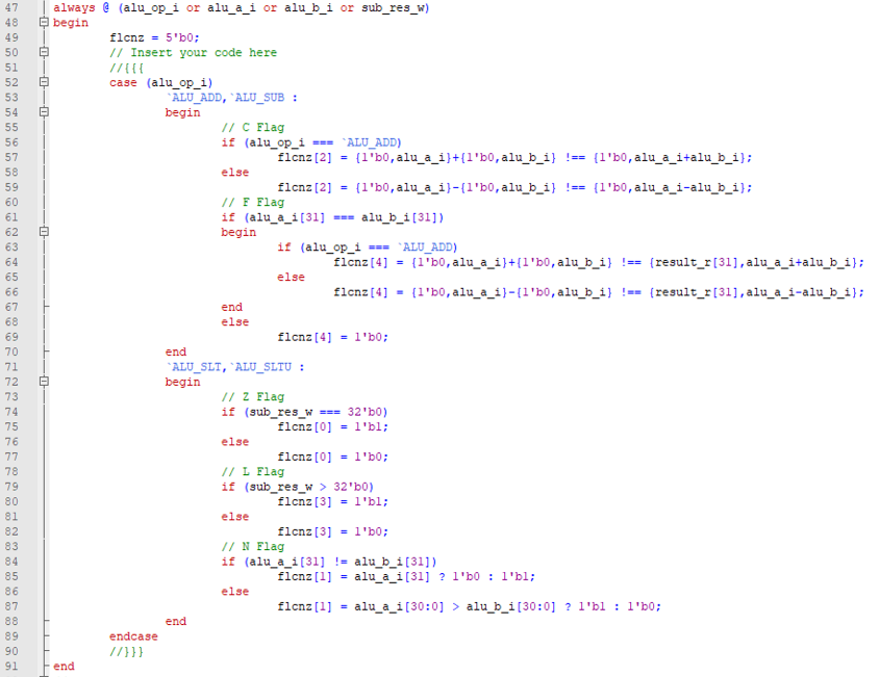 47 always @ (alu_op_i or alu_a_i or alu_b_i or sub_res_w)
48 begin
49 flcnz = 5'b0;
50 // Insert your code here
51 //{{{
52 case (alu_op_i)
53 `ALU_ADD,`ALU_SUB :
54 begin
55 // C Flag
56 if (alu_op_i === `ALU_ADD)
57 flcnz[2] = {1'b0,alu_a_i}+{1'b0,alu_b_i} !== {1'b0,alu_a_i+alu_b_i};
58 else
59 flcnz[2] = {1'b0,alu_a_i}-{1'b0,alu_b_i} !== {1'b0,alu_a_i-alu_b_i};
60 // F Flag
61 if (alu_a_i[31] === alu_b_i[31])
62 begin
63 if (alu_op_i === `ALU_ADD)
64 flcnz[4] = {1'b0,alu_a_i}+{1'b0,alu_b_i} !== {result_r[31],alu_a_i+alu_b_i};
65 else
66 flcnz[4] = {1'b0,alu_a_i}-{1'b0,alu_b_i} !== {result_r[31],alu_a_i-alu_b_i};
67 end
68 else
69 flcnz[4] = 1'b0;
70 end
71 `ALU_SLT,`ALU_SLTU :
72 begin
73 // Z Flag
74 if (sub_res_w === 32'b0)
75 flcnz[0] = 1'b1;
76 else
77 flcnz[0] = 1'b0;
78 // L Flag
79 if (sub_res_w > 32'b0)
80 flcnz[3] = 1'b1;
81 else
82 flcnz[3] = 1'b0;
83 // N Flag
84 if (alu_a_i[31] != alu_b_i[31])
85 flcnz[1] = alu_a_i[31] ? 1'b0 : 1'b1;
86 else
87 flcnz[1] = alu_a_i[30:0] > alu_b_i[30:0] ? 1'b1 : 1'b0;
88 end
89 endcase
90 //}}}
91 end